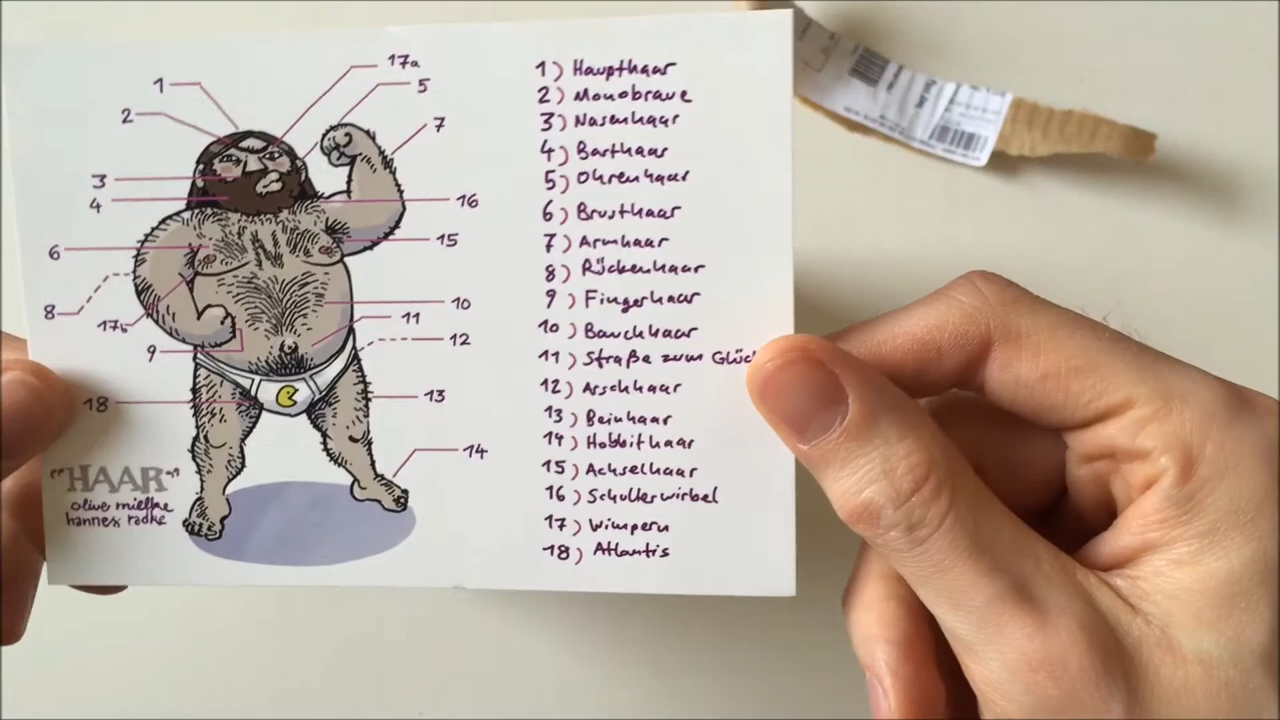 17a
1
5
2
7
3
4
16
15
6
8
10
17b
11
9
12
18
13
14
"HAAR"
olive mielke
hannes radke
1) Haupthaar
2) Monobraue
3) Nasenhaar
4) Barthaar
5) Ohrenhaar
6) Brusthaar
7) Armhaar
8) Rückenhaar
9) Fingerhaar
10) Bauchhaar
11) Straße zum Glüc
12) Arschhaar
13) Beinhaar
14) Hobbithaar
15) Achselhaar
16) Schulterwirbel
17) Wimpern
18) Atlantis